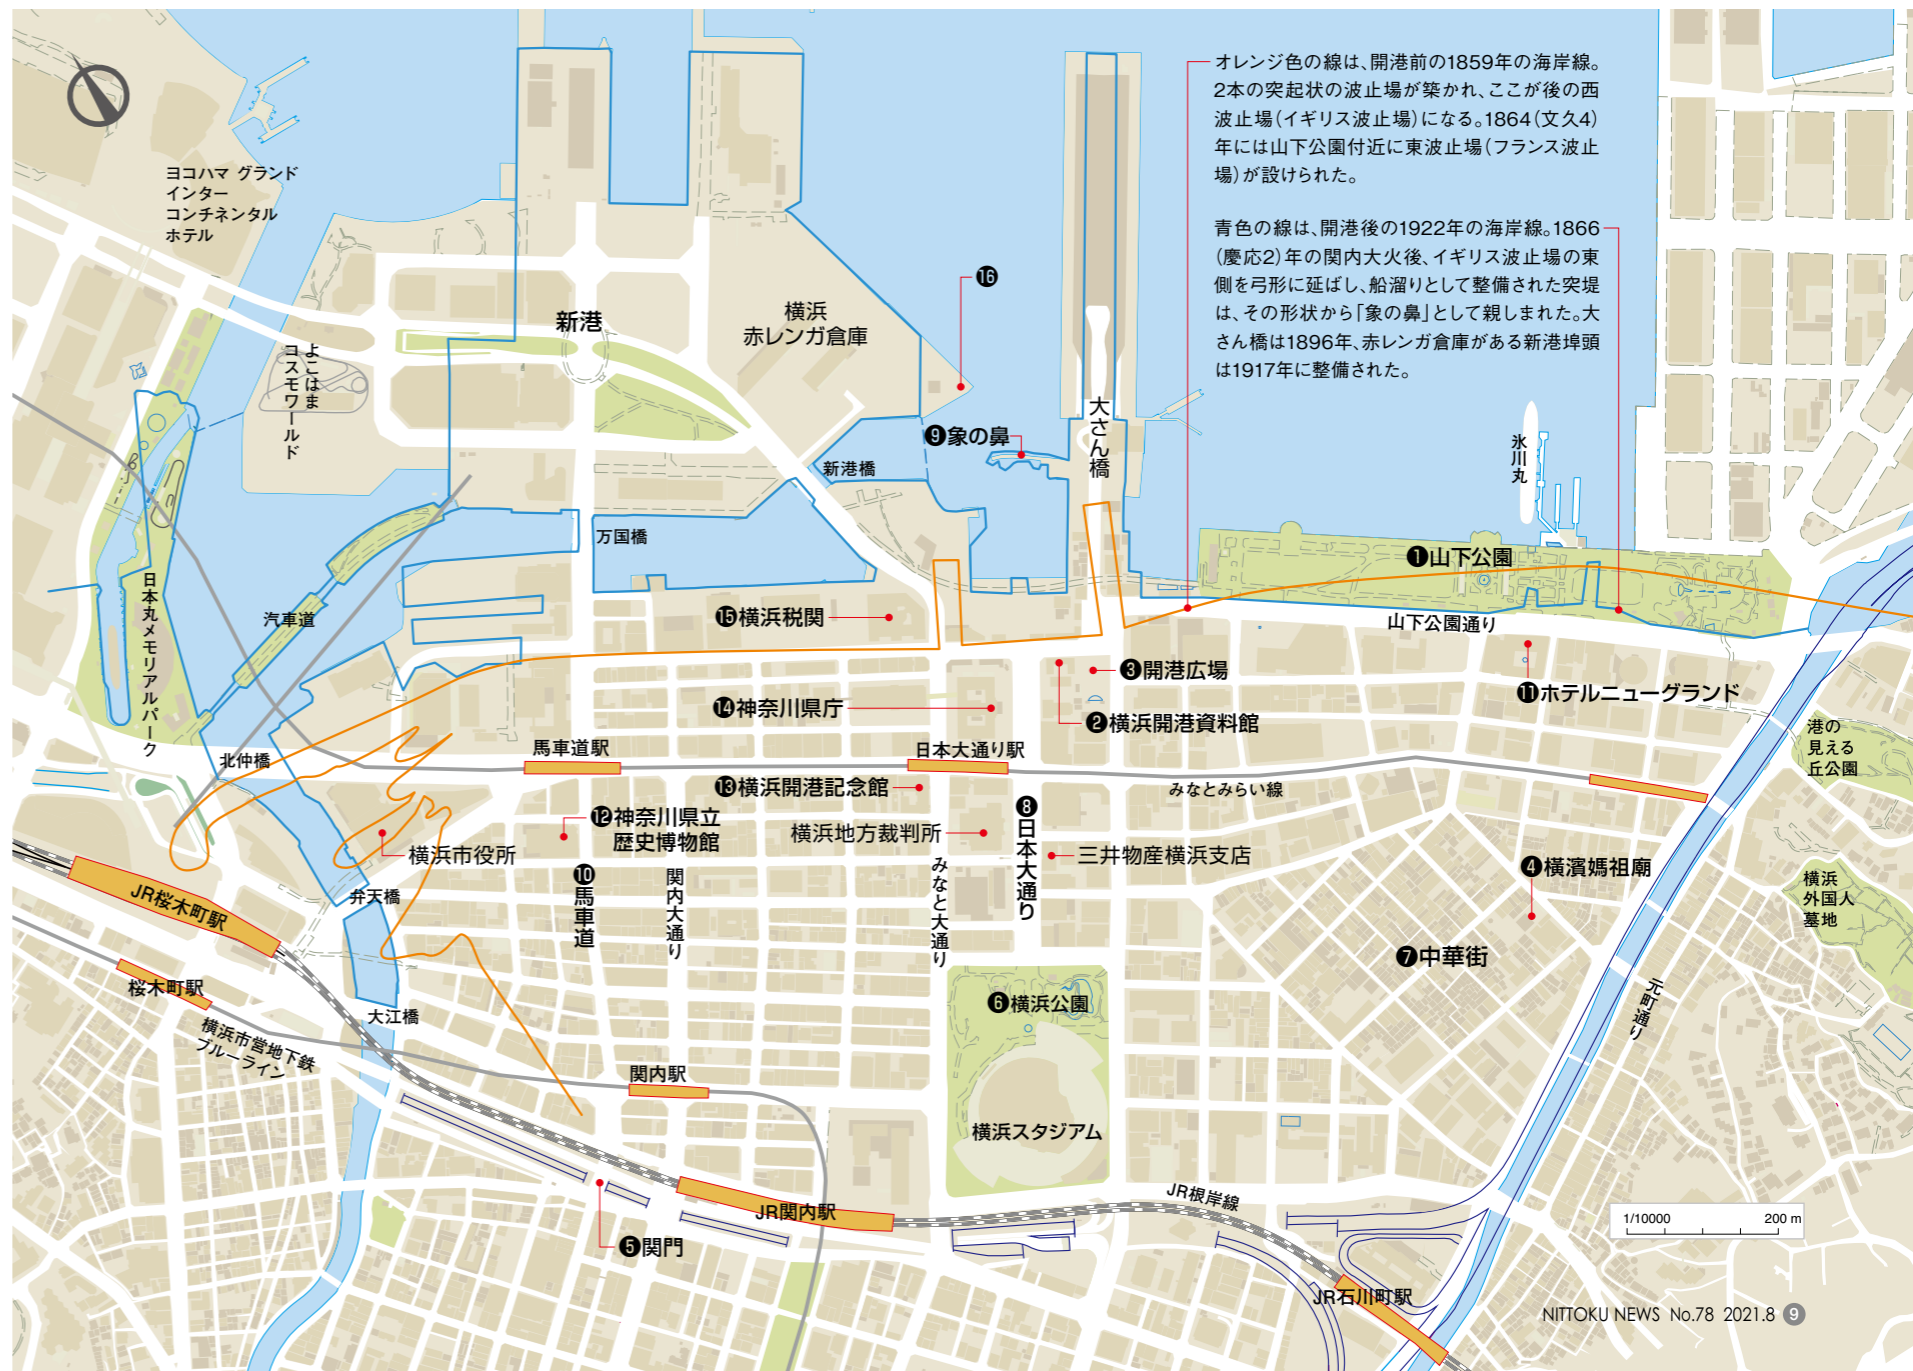 オレンジ色の線は、開港前の1859年の海岸線。
2本の突起状の波止場が築かれ、ここが後の西
波止場(イギリス波止場)になる。1864(文久4)
年には山下公園付近に東波止場(フランス波止
場)が設けられた。
青色の線は、開港後の1922年の海岸線。1866
(慶応2)年の関内大火後、イギリス波止場の東
側を弓形に延ばし、船溜りとして整備された突堤
は、その形状から「象の鼻」として親しまれた。大
さん橋は1896年、赤レンガ倉庫がある新港埠頭
は1917年に整備された。
ヨコハマ グランド
インター
コンチネンタル
ホテル
新港
横浜
赤レンガ倉庫
⓰
よこはま
コスモワールド
❾象の鼻
大さん橋
新港橋
氷川丸
万国橋
❶山下公園
日本丸メモリアルパーク
汽車道
⓯横浜税関
山下公園通り
❸開港広場
⓫ホテルニューグランド
⓮神奈川県庁
❷横浜開港資料館
港の
見える
丘公園
北仲橋
馬車道駅
日本大通り駅
みなとみらい線
⓭横浜開港記念館
⓬神奈川県立
歴史博物館
横浜地方裁判所
❽日本大通り
横浜市役所
三井物産横浜支店
❹橫濱媽祖廟
❿馬車道
関内大通り
みなと大通り
横浜
外国人
墓地
JR桜木町駅
弁天橋
❼中華街
桜木町駅
大江橋
❻横浜公園
元町通り
横浜市営地下鉄
ブルーライン
関内駅
横浜スタジアム
JR根岸線
JR関内駅
❺関門
1/10000 200 m
JR石川町駅
NITTOKU NEWS No.78 2021.8 9